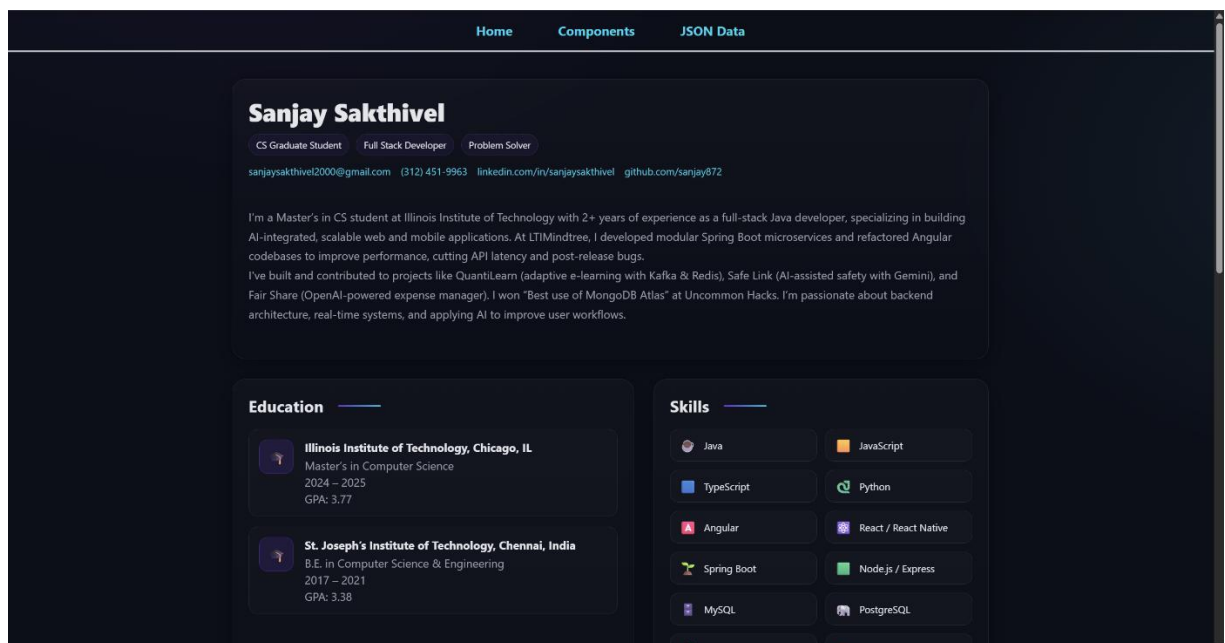 Home Components JSON Data
Sanjay Sakthivel
CS Graduate Student Full Stack Developer Problem Solver
sanjaysakthivel2000@gmail.com (312) 451-9963 linkedin.com/in/sanjaysakthivel github.com/sanjay872
I'm a Master's in CS student at Illinois Institute of Technology with 2+ years of experience as a full-stack Java developer, specializing in building
AI-integrated, scalable web and mobile applications. At LTIMindtree, I developed modular Spring Boot microservices and refactored Angular
codebases to improve performance, cutting API latency and post-release bugs.
I've built and contributed to projects like QuantiLearn (adaptive e-learning with Kafka & Redis), Safe Link (AI-assisted safety with Gemini), and
Fair Share (OpenAI-powered expense manager). I won "Best use of MongoDB Atlas" at Uncommon Hacks. I'm passionate about backend
architecture, real-time systems, and applying AI to improve user workflows.
Education
Illinois Institute of Technology, Chicago, IL
Master's in Computer Science
2024 – 2025
GPA: 3.77
St. Joseph's Institute of Technology, Chennai, India
B.E. in Computer Science & Engineering
2017 – 2021
GPA: 3.38
Skills
Java JavaScript
TypeScript Python
Angular React / React Native
Spring Boot Node.js / Express
MySQL PostgreSQL